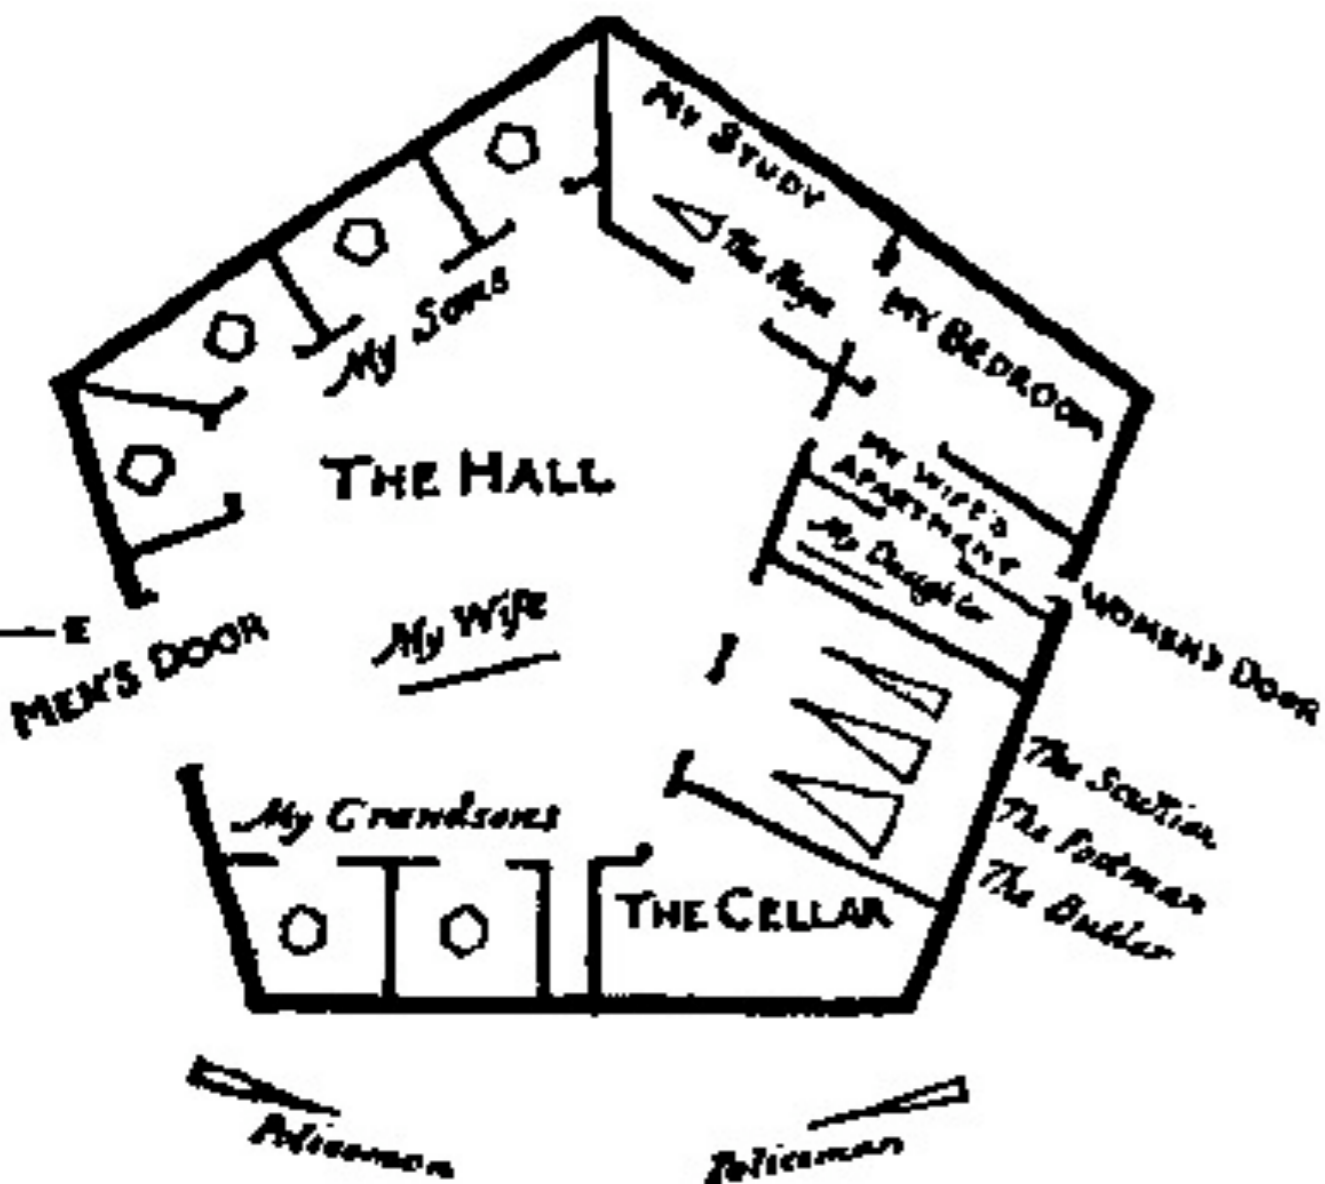 My Study
The Page
My Bedroom
My Sons
The Hall
My Wife's
Apartment
My Daughter
E
Men's Door
My Wife
Women's Door
The Scullion
The Footman
The Butler
My Grandsons
The Cellar
Policeman
Policeman